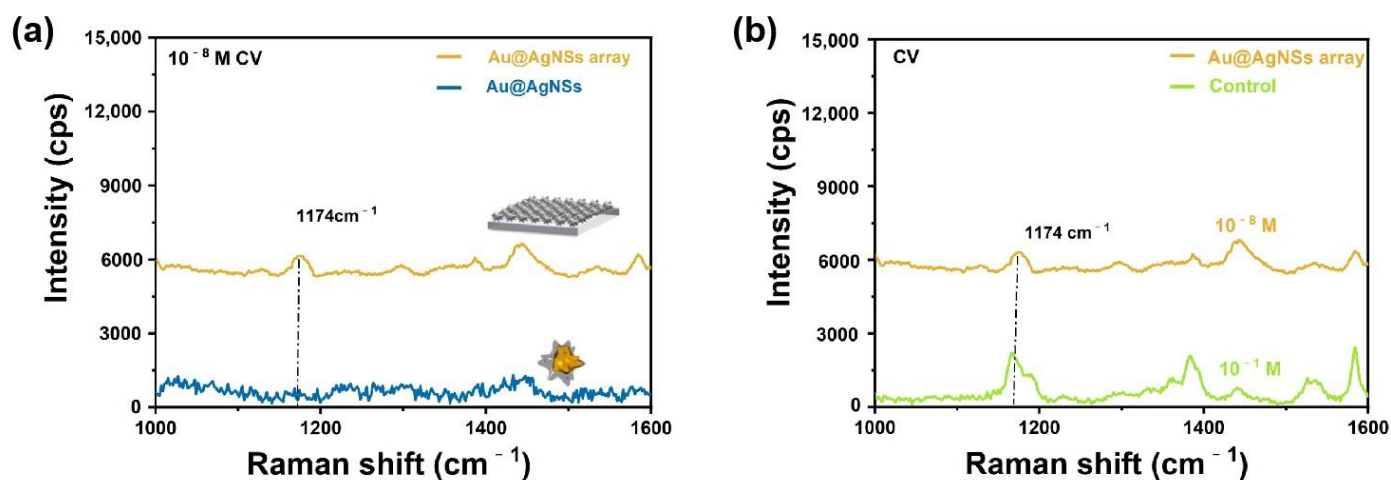 (a)
15,000
12,000
9000
6000
3000
0
Intensity (cps)
10⁻⁸ M CV
Au@AgNSs array
Au@AgNSs
1174cm⁻¹
1000
1200
1400
1600
Raman shift (cm⁻¹)
(b)
15,000
12,000
9000
6000
3000
0
Intensity (cps)
CV
Au@AgNSs array
Control
1174 cm⁻¹
10⁻⁸ M
10⁻¹ M
1000
1200
1400
1600
Raman shift (cm⁻¹)